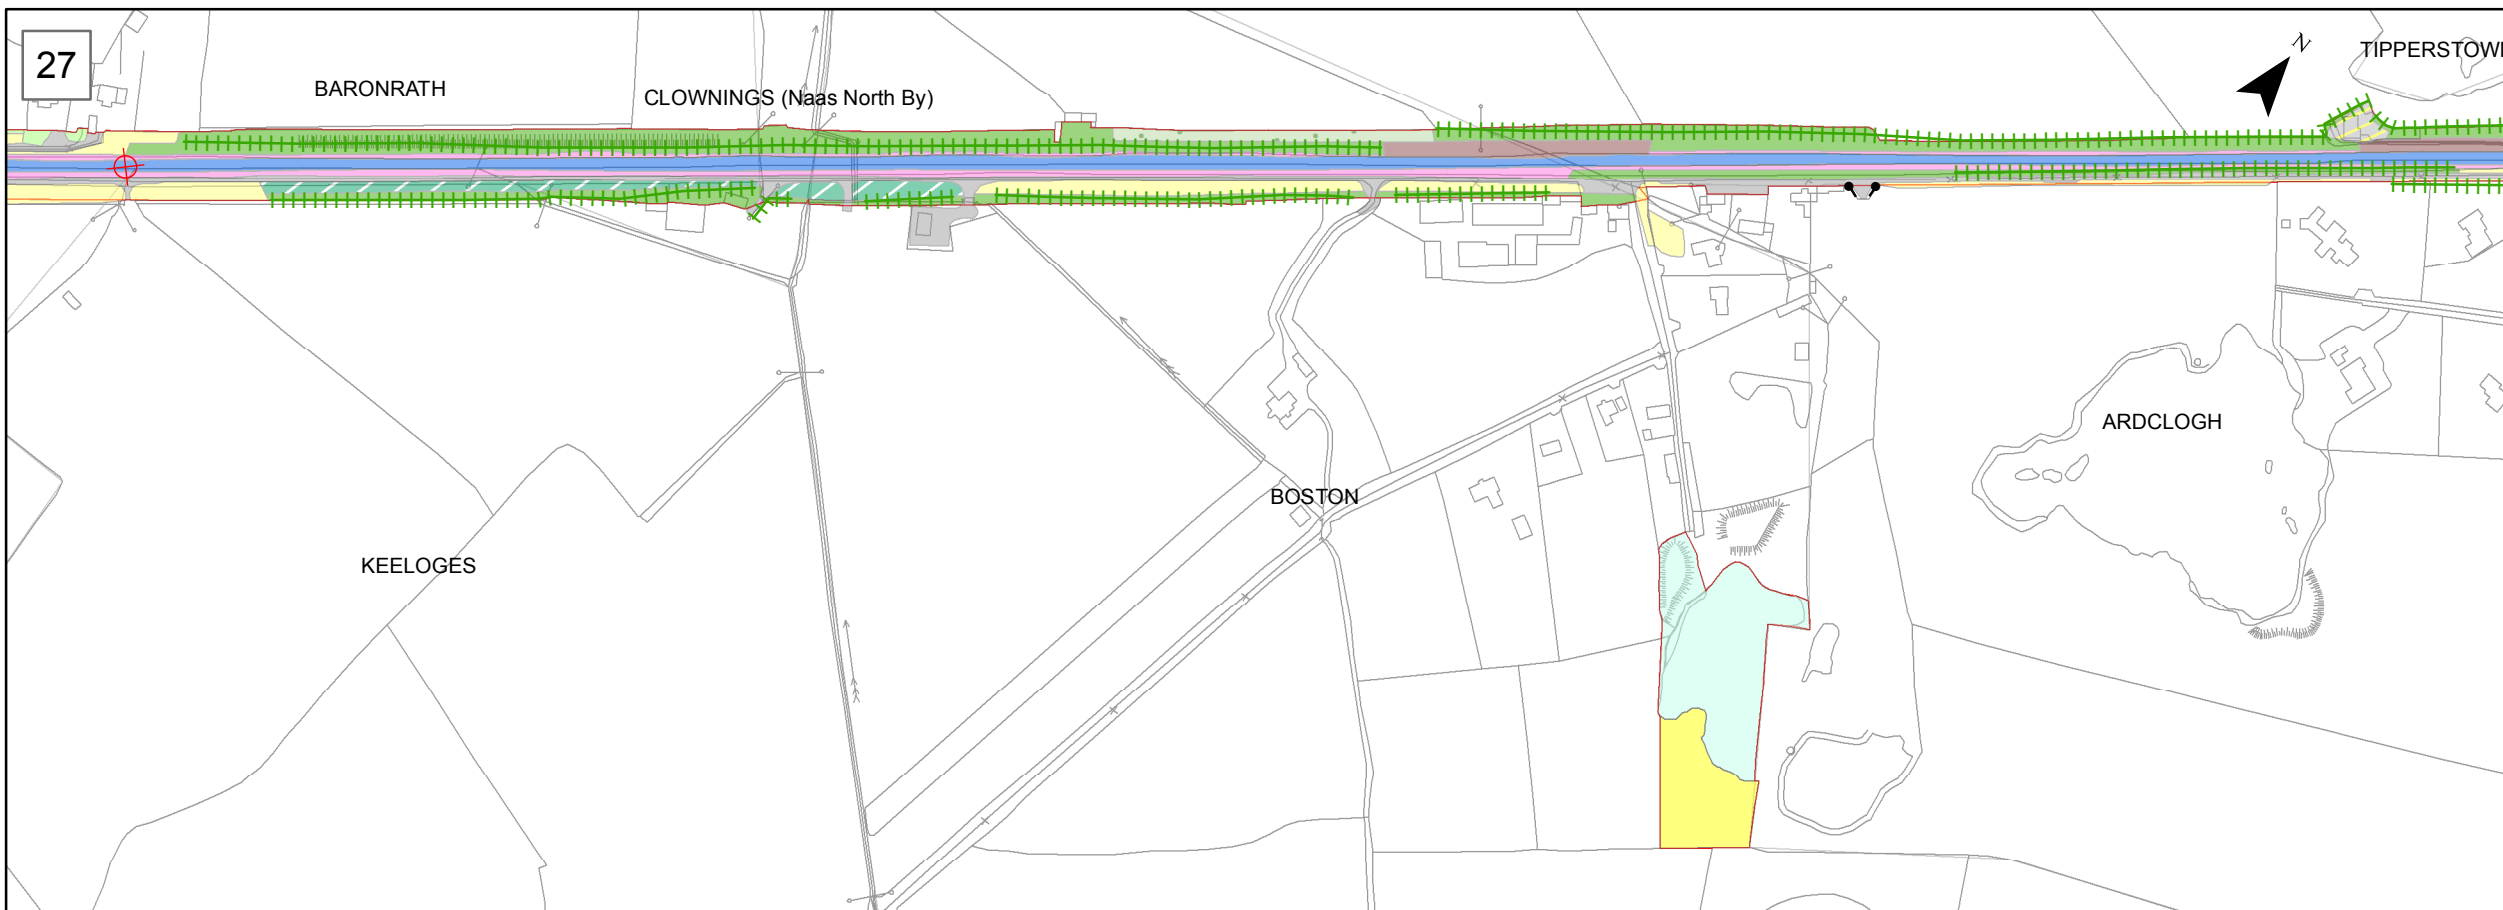 27
N
TIPPERSTOWN
BARONRATH
CLOWNINGS (Naas North By)
ARDCLOGH
BOSTON
KEELOGES